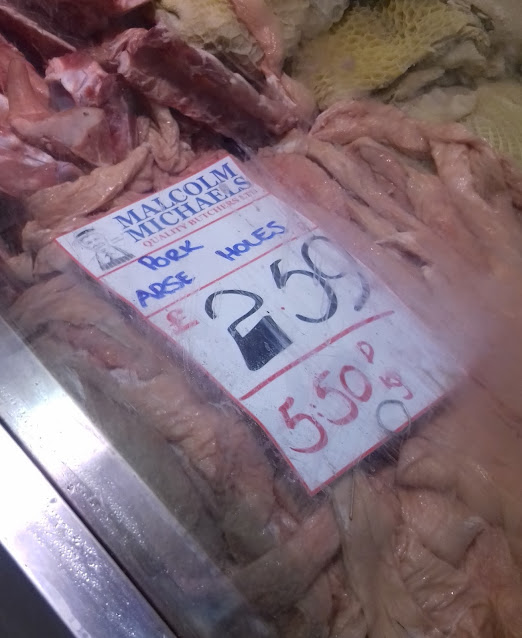 MALCOLM
MICHAELS
QUALITY BUTCHERS LTD
PORK
ARSE HOLES
£ 2.59
5.50